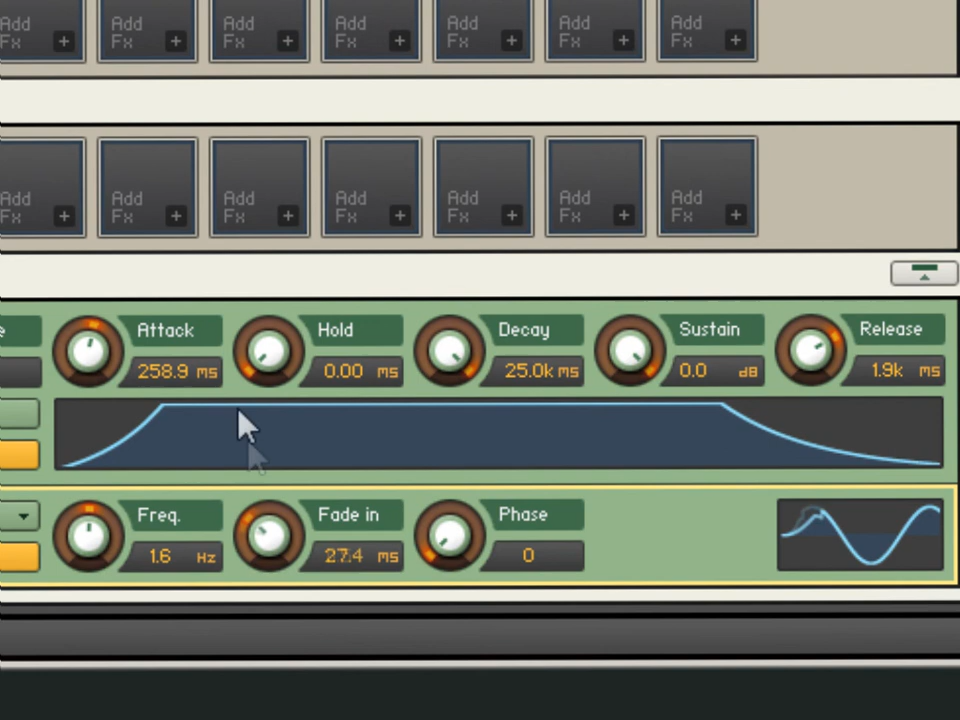 Add Fx + Add Fx + Add Fx + Add Fx + Add Fx + Add Fx + Add Fx +
Add Fx + Add Fx + Add Fx + Add Fx + Add Fx + Add Fx + Add Fx +
Attack Hold Decay Sustain Release
258.9 ms 0.00 ms 25.0k ms 0.0 dB 1.9k ms
Freq. Fade in Phase
1.6 Hz 27.4 ms 0